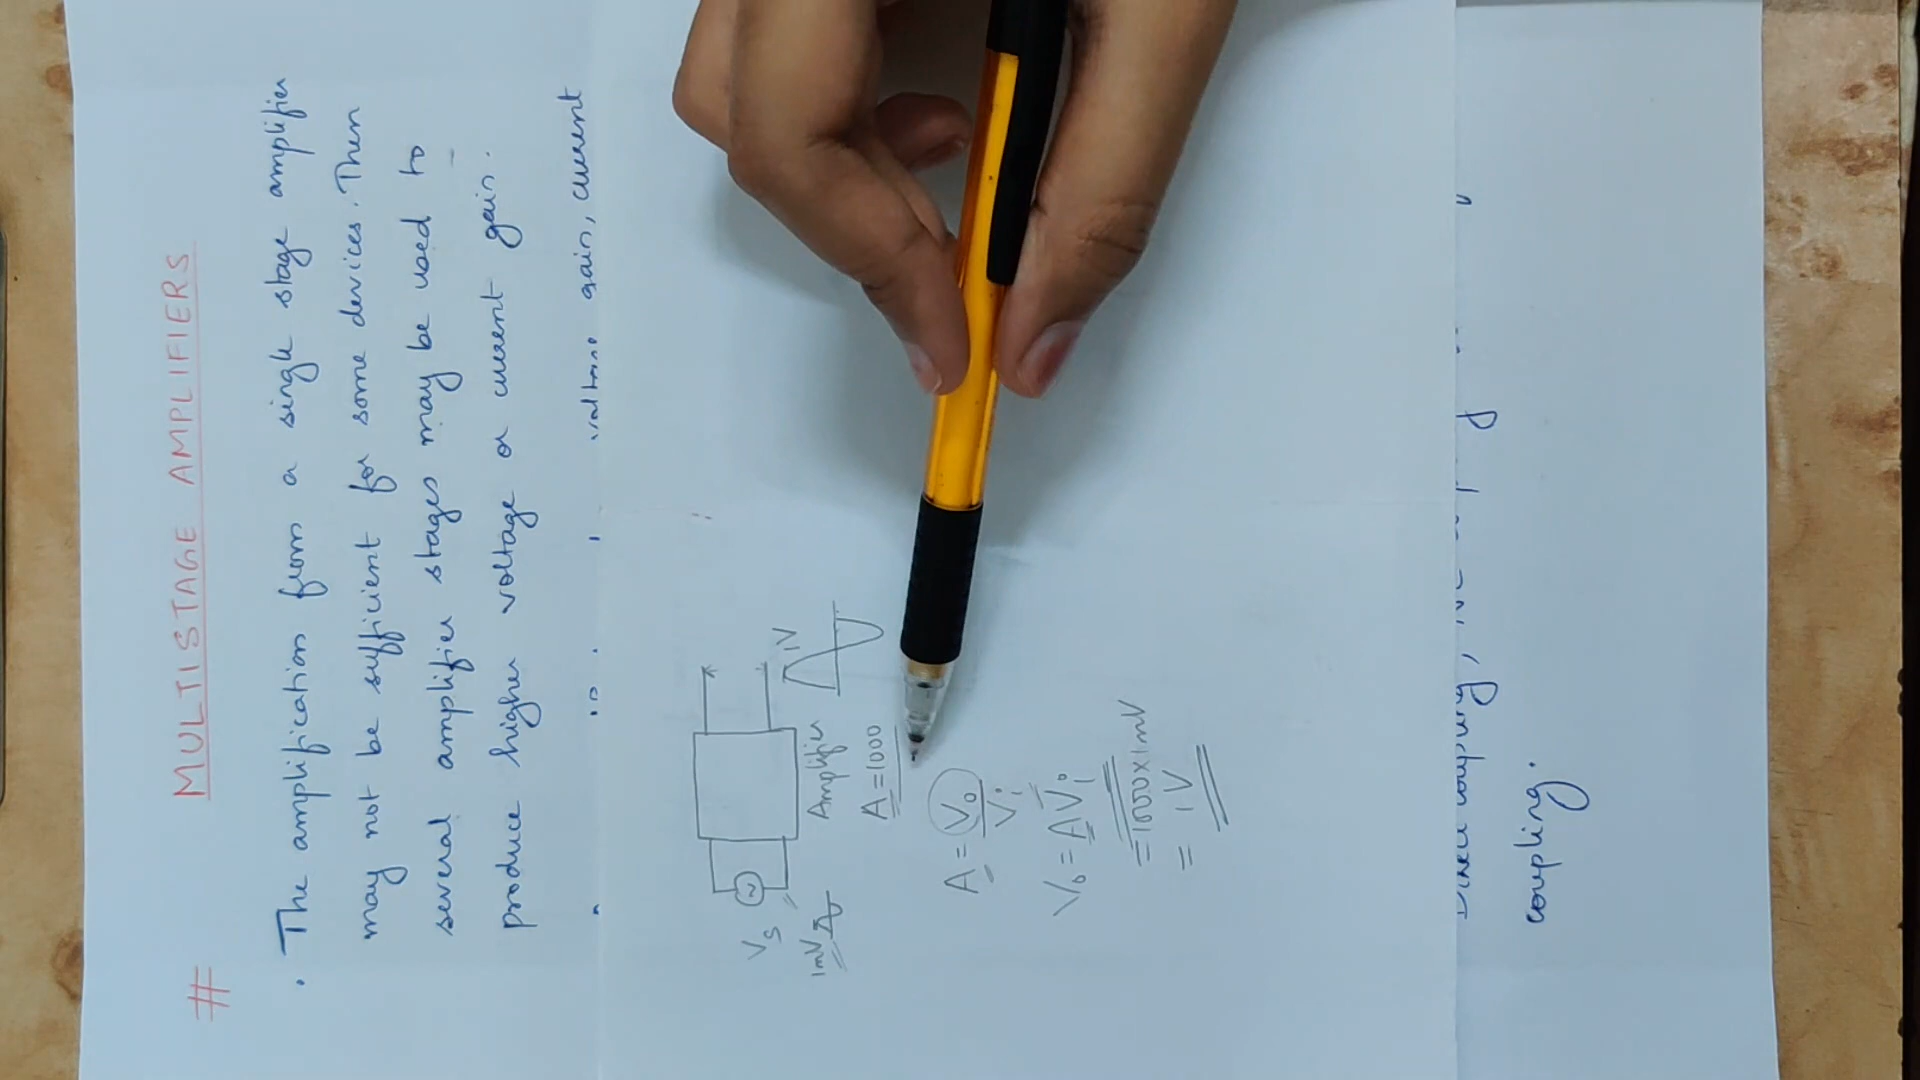 # MULTISTAGE AMPLIFIERS
. The amplification from a single stage amplifier
may not be sufficient for some devices. Then
several amplifier stages may be used to
produce higher voltage or current gain.
voltage gain, current
Vs
1mV
1V
Amplifier
A = 1000
A = Vo/Vi
Vo = AVi
= 1000 x 1mV
= 1V
Direct coupling,
coupling.